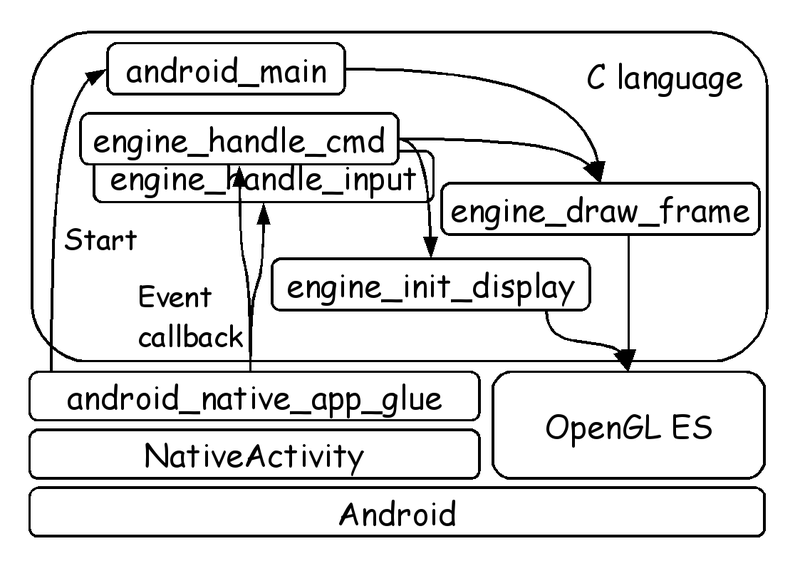 android_main
C language
engine_handle_cmd
engine_handle_input
engine_draw_frame
Start
engine_init_display
Event
callback
android_native_app_glue
OpenGL ES
NativeActivity
Android